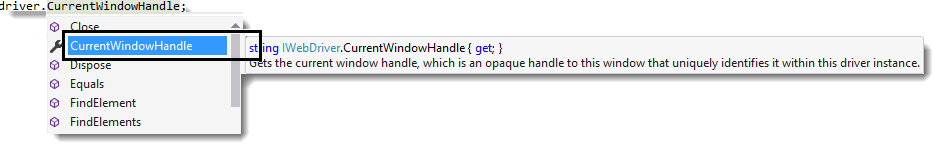 driver.CurrentWindowHandle;
Close
CurrentWindowHandle
string IWebDriver.CurrentWindowHandle { get; }
Gets the current window handle, which is an opaque handle to this window that uniquely identifies it within this driver instance.
Dispose
Equals
FindElement
FindElements